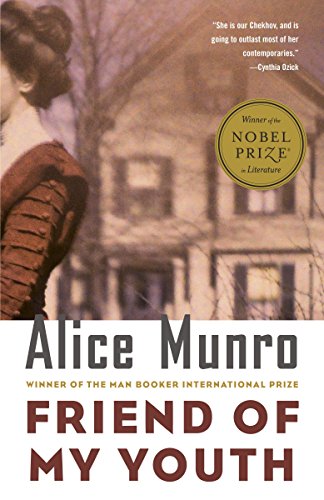 "She is our Chekhov, and is
going to outlast most of her
contemporaries."
—Cynthia Ozick
Winner of the
NOBEL
PRIZE®
in Literature
Alice Munro
WINNER OF THE MAN BOOKER INTERNATIONAL PRIZE
FRIEND OF
MY YOUTH